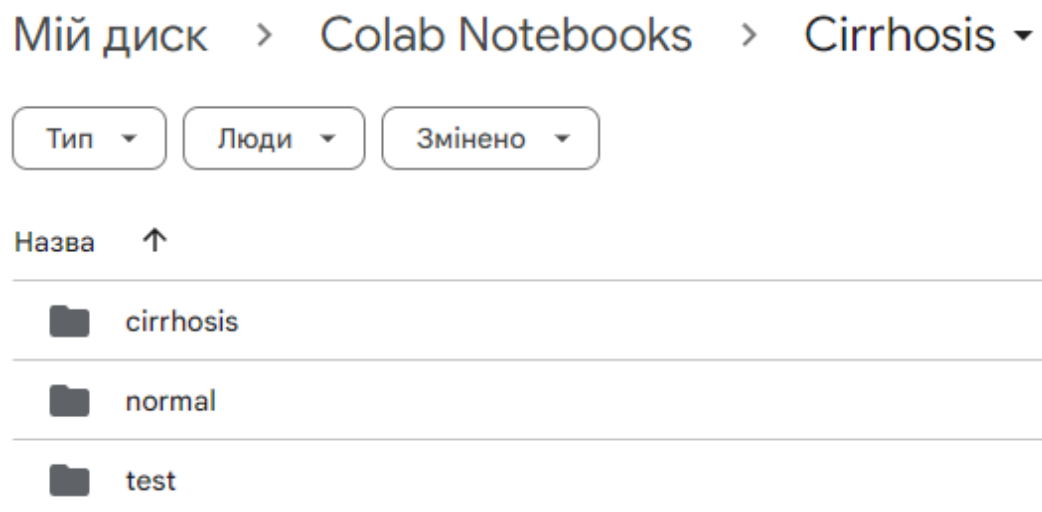 Мій диск > Colab Notebooks > Cirrhosis
Тип Люди Змінено
Назва
cirrhosis
normal
test